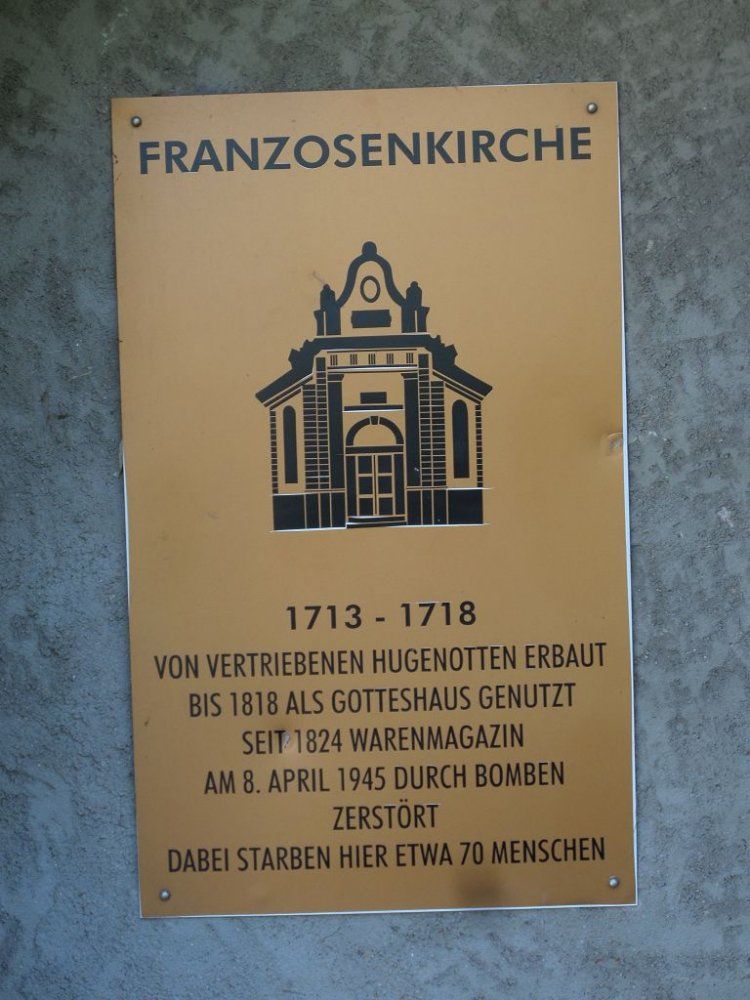 FRANZOSENKIRCHE
1713 - 1718
VON VERTRIEBENEN HUGENOTTEN ERBAUT
BIS 1818 ALS GOTTESHAUS GENUTZT
SEIT 1824 WARENMAGAZIN
AM 8. APRIL 1945 DURCH BOMBEN
ZERSTÖRT
DABEI STARBEN HIER ETWA 70 MENSCHEN